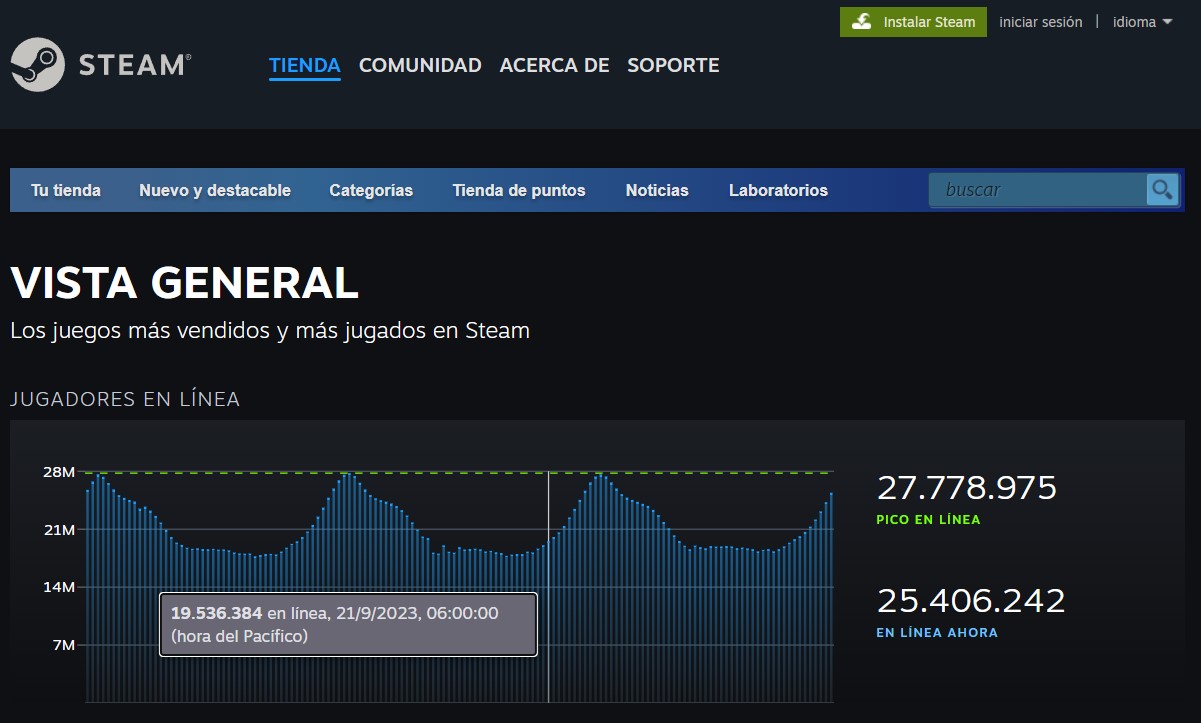 Instalar Steam iniciar sesión | idioma
STEAM®
TIENDA COMUNIDAD ACERCA DE SOPORTE
Tu tienda Nuevo y destacable Categorías Tienda de puntos Noticias Laboratorios buscar
VISTA GENERAL
Los juegos más vendidos y más jugados en Steam
JUGADORES EN LÍNEA
28M
21M
14M
7M
19.536.384 en línea, 21/9/2023, 06:00:00
(hora del Pacífico)
27.778.975
PICO EN LÍNEA
25.406.242
EN LÍNEA AHORA